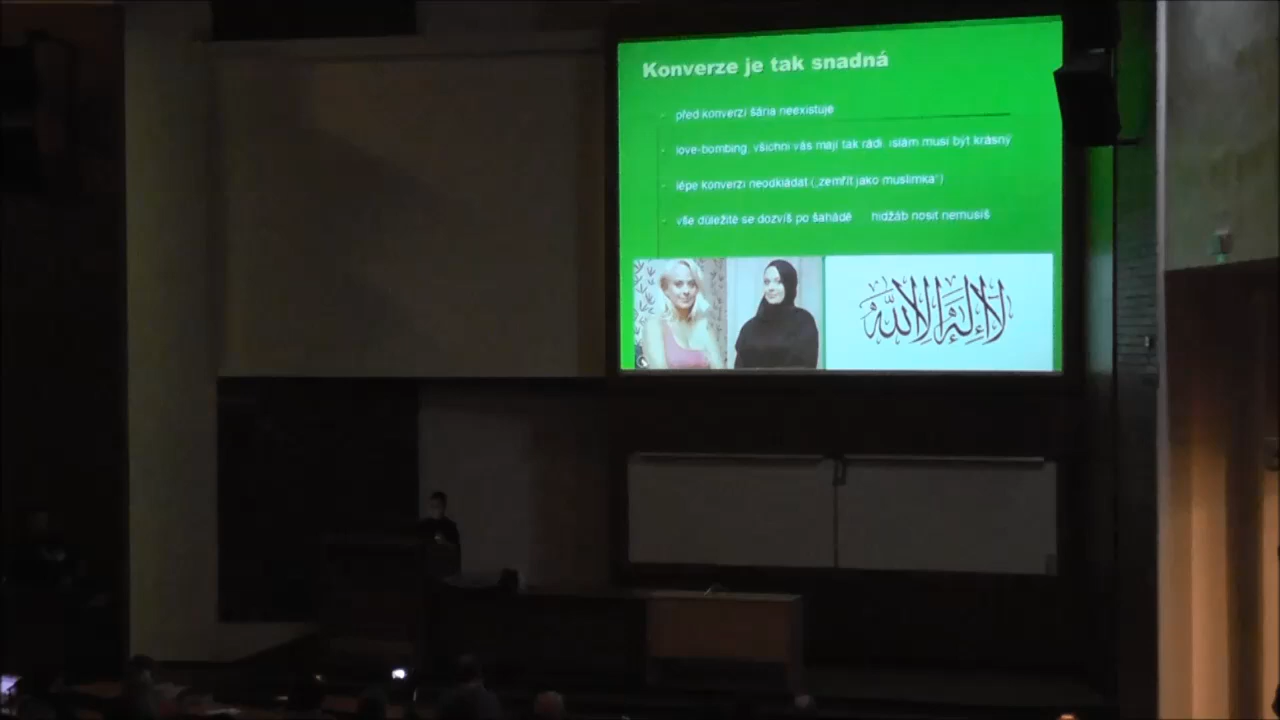 Konverze je tak snadná
před konverzí šária neexistuje
love-bombing, všichni vás mají tak rádi, islám musí být krásný
lépe konverzi neodkládat („zemřít jako muslimka“)
vše důležité se dozvíš po šahádě hidžáb nosit nemusíš
لا إله إلا الله